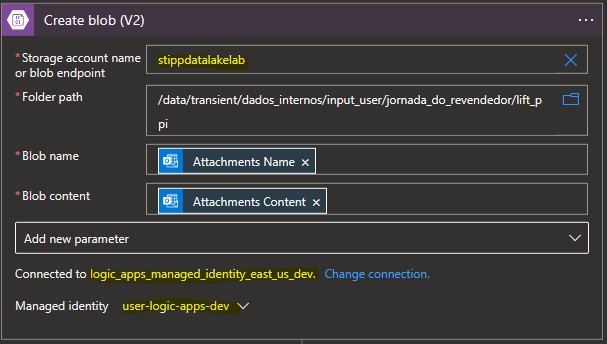 Create blob (V2)
* Storage account name
or blob endpoint
stippdatalakelab
* Folder path
/data/transient/dados_internos/input_user/jornada_do_revendedor/lift_p
pi
* Blob name
Attachments Name ×
* Blob content
Attachments Content ×
Add new parameter
Connected to logic_apps_managed_identity_east_us_dev. Change connection.
Managed identity user-logic-apps-dev